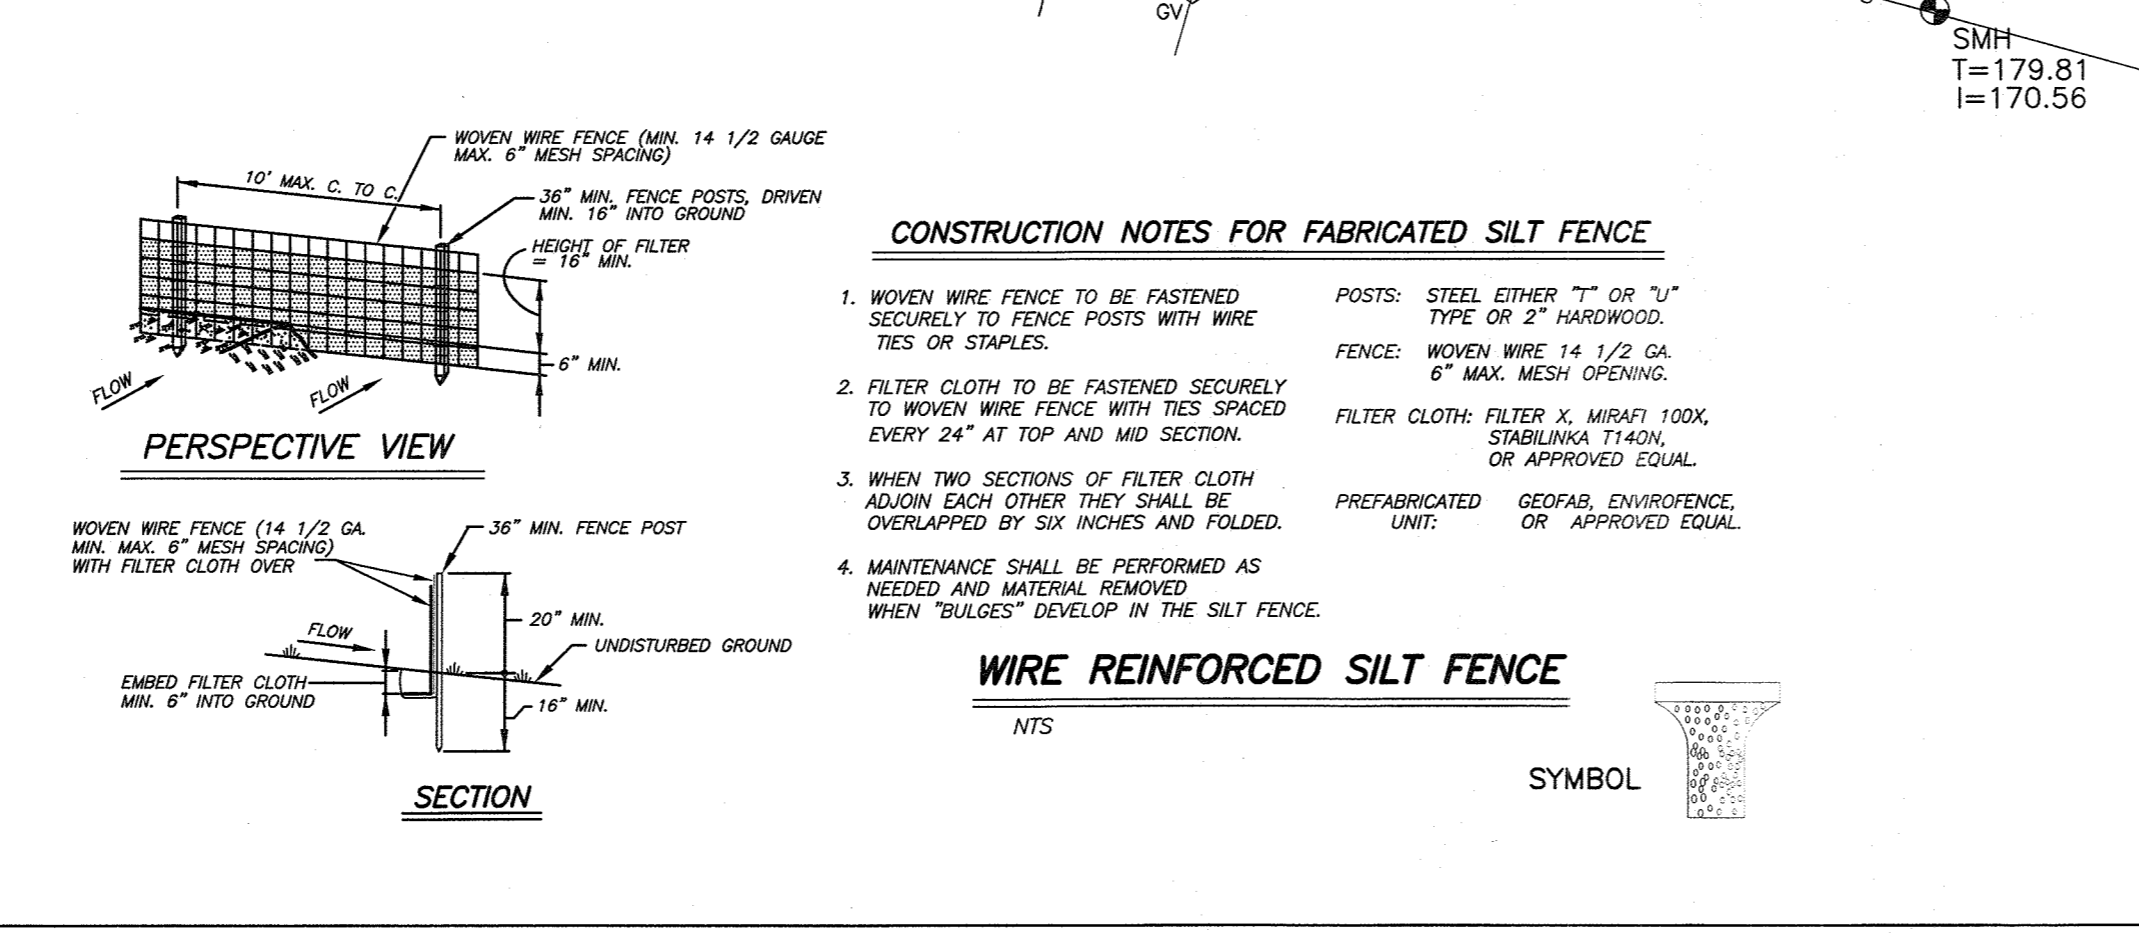 GV
SMH
T=179.81
I=170.56
WOVEN WIRE FENCE (MIN. 14 1/2 GAUGE
MAX. 6" MESH SPACING)
10' MAX. C. TO C.
36" MIN. FENCE POSTS, DRIVEN
MIN. 16" INTO GROUND
HEIGHT OF FILTER
= 16" MIN.
6" MIN.
FLOW
FLOW
PERSPECTIVE VIEW
WOVEN WIRE FENCE (14 1/2 GA.
MIN. MAX. 6" MESH SPACING)
WITH FILTER CLOTH OVER
36" MIN. FENCE POST
20" MIN.
FLOW
UNDISTURBED GROUND
EMBED FILTER CLOTH
MIN. 6" INTO GROUND
16" MIN.
SECTION
CONSTRUCTION NOTES FOR FABRICATED SILT FENCE
1. WOVEN WIRE FENCE TO BE FASTENED
SECURELY TO FENCE POSTS WITH WIRE
TIES OR STAPLES.
2. FILTER CLOTH TO BE FASTENED SECURELY
TO WOVEN WIRE FENCE WITH TIES SPACED
EVERY 24" AT TOP AND MID SECTION.
3. WHEN TWO SECTIONS OF FILTER CLOTH
ADJOIN EACH OTHER THEY SHALL BE
OVERLAPPED BY SIX INCHES AND FOLDED.
4. MAINTENANCE SHALL BE PERFORMED AS
NEEDED AND MATERIAL REMOVED
WHEN "BULGES" DEVELOP IN THE SILT FENCE.
POSTS: STEEL EITHER "T" OR "U"
TYPE OR 2" HARDWOOD.
FENCE: WOVEN WIRE 14 1/2 GA.
6" MAX. MESH OPENING.
FILTER CLOTH: FILTER X, MIRAFI 100X,
STABILINKA T140N,
OR APPROVED EQUAL.
PREFABRICATED GEOFAB, ENVIROFENCE,
UNIT: OR APPROVED EQUAL.
WIRE REINFORCED SILT FENCE
NTS
SYMBOL